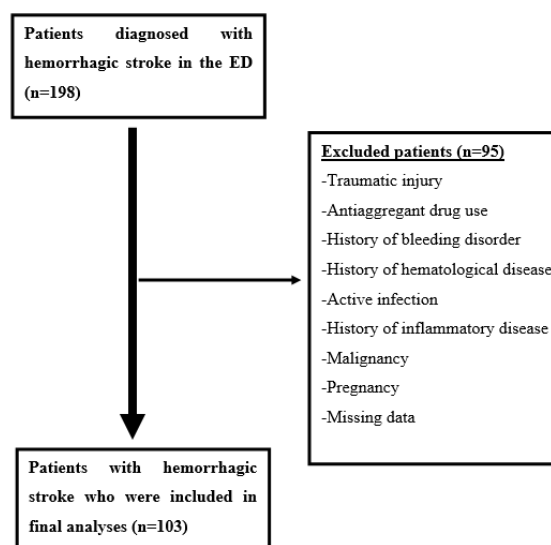 Patients diagnosed with
hemorrhagic stroke in the ED
(n=198)
Excluded patients (n=95)
-Traumatic injury
-Antiaggregant drug use
-History of bleeding disorder
-History of hematological disease
-Active infection
-History of inflammatory disease
-Malignancy
-Pregnancy
-Missing data
Patients with hemorrhagic
stroke who were included in
final analyses (n=103)